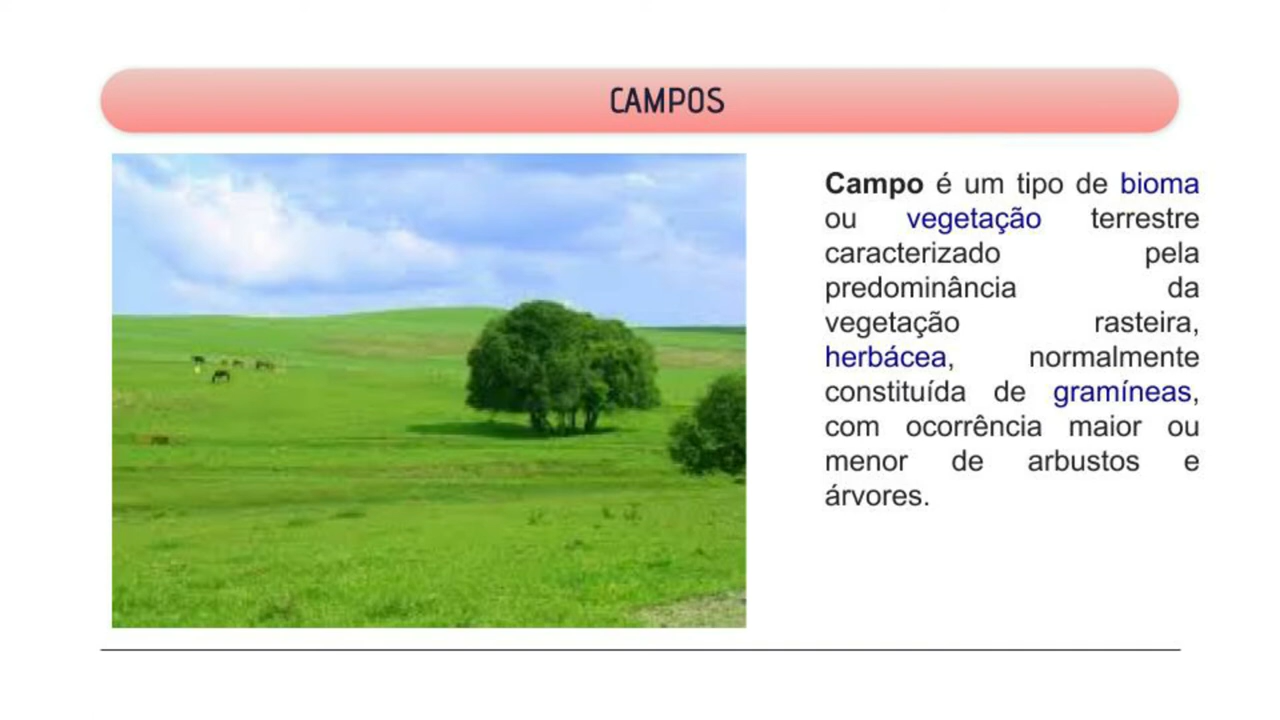 CAMPOS
Campo é um tipo de bioma
ou vegetação terrestre
caracterizado pela
predominância da
vegetação rasteira,
herbácea, normalmente
constituída de gramíneas,
com ocorrência maior ou
menor de arbustos e
árvores.